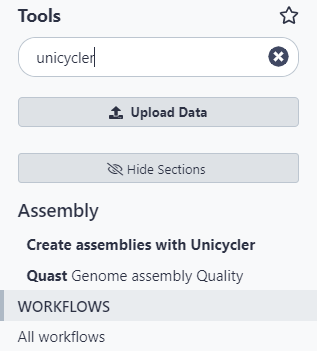 Tools
unicycler
Upload Data
Hide Sections
Assembly
Create assemblies with Unicycler
Quast Genome assembly Quality
WORKFLOWS
All workflows